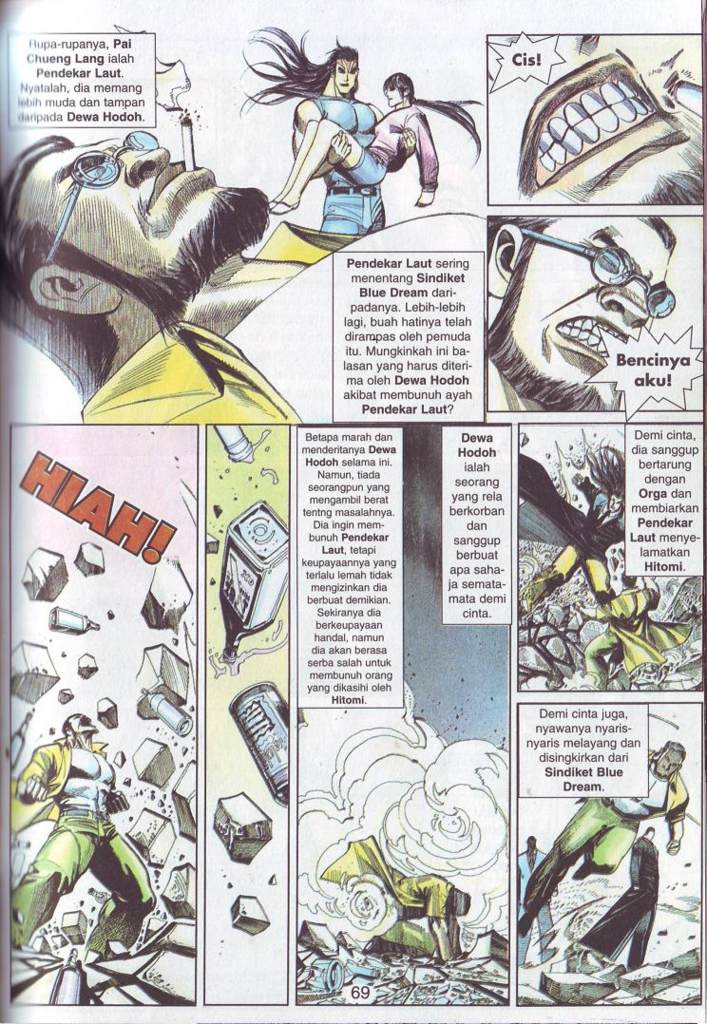 Rupa-rupanya, Pai
Chueng Lang ialah
Pendekar Laut.
Nyatalah, dia memang
lebih muda dan tampan
daripada Dewa Hodoh.
Cis!
Pendekar Laut sering
menentang Sindiket
Blue Dream dari-
padanya. Lebih-lebih
lagi, buah hatinya telah
dirampas oleh pemuda
itu. Mungkinkah ini ba-
lasan yang harus diteri-
ma oleh Dewa Hodoh
akibat membunuh ayah
Pendekar Laut?
Bencinya
aku!
HIAH!
Betapa marah dan
menderitanya Dewa
Hodoh selama ini.
Namun, tiada
seorangpun yang
mengambil berat
tentng masalahnya.
Dia ingin mem-
bunuh Pendekar
Laut, tetapi
keupayaannya yang
terlalu lemah tidak
mengizinkan dia
berbuat demikian.
Sekiranya dia
berkeupayaan
handal, namun
dia akan berasa
serba salah untuk
membunuh orang
yang dikasihi oleh
Hitomi.
Dewa
Hodoh
ialah
seorang
yang rela
berkorban
dan
sanggup
berbuat
apa saha-
ja semata-
mata demi
cinta.
Demi cinta,
dia sanggup
bertarung
dengan
Orga dan
membiarkan
Pendekar
Laut menye-
lamatkan
Hitomi.
Demi cinta juga,
nyawanya nyaris-
nyaris melayang dan
disingkirkan dari
Sindiket Blue
Dream.
69